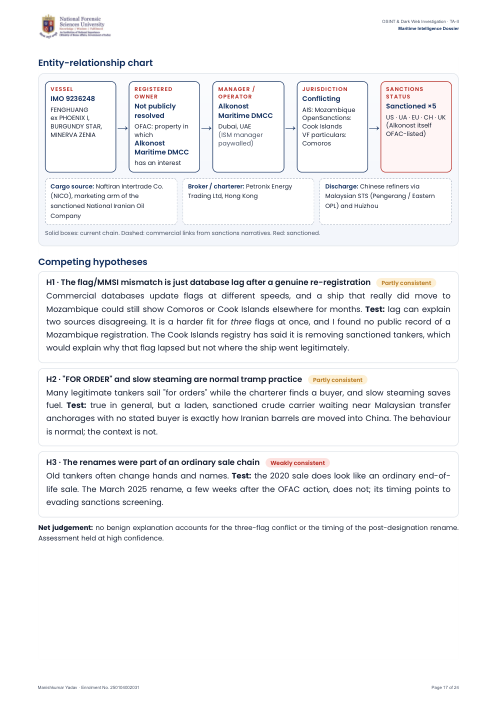 National Forensic
Sciences University
OSINT & Dark Web Investigation · TA-II
Maritime Intelligence Dossier
Entity-relationship chart
VESSEL
IMO 9236248
FENGHUANG
ex PHOENIX I,
BURGUNDY STAR,
MINERVA ZENIA
REGISTERED
OWNER
Not publicly
resolved
OFAC: property in
which
Alkonost
Maritime DMCC
has an interest
MANAGER /
OPERATOR
Alkonost
Maritime DMCC
Dubai, UAE
(ISM manager
paywalled)
JURISDICTION
Conflicting
AIS: Mozambique
OpenSanctions:
Cook Islands
VF particulars:
Comoros
SANCTIONS
STATUS
Sanctioned ×5
US · UA · EU · CH · UK
(Alkonost itself
OFAC-listed)
Cargo source: Naftiran Intertrade Co.
(NICO), marketing arm of the
sanctioned National Iranian Oil
Company
Broker / charterer: Petronix Energy
Trading Ltd, Hong Kong
Discharge: Chinese refiners via
Malaysian STS (Pengerang / Eastern
OPL) and Huizhou
Solid boxes: current chain. Dashed: commercial links from sanctions narratives. Red: sanctioned.
Competing hypotheses
H1 · The flag/MMSI mismatch is just database lag after a genuine re-registration Partly consistent
Commercial databases update flags at different speeds, and a ship that really did move to
Mozambique could still show Comoros or Cook Islands elsewhere for months. Test: lag can explain
two sources disagreeing. It is a harder fit for three flags at once, and I found no public record of a
Mozambique registration. The Cook Islands registry has said it is removing sanctioned tankers, which
would explain why that flag lapsed but not where the ship went legitimately.
H2 · "FOR ORDER" and slow steaming are normal tramp practice Partly consistent
Many legitimate tankers sail "for orders" while the charterer finds a buyer, and slow steaming saves
fuel. Test: true in general, but a laden, sanctioned crude carrier waiting near Malaysian transfer
anchorages with no stated buyer is exactly how Iranian barrels are moved into China. The behaviour
is normal; the context is not.
H3 · The renames were part of an ordinary sale chain Weakly consistent
Old tankers often change hands and names. Test: the 2020 sale does look like an ordinary end-of-
life sale. The March 2025 rename, a few weeks after the OFAC action, does not; its timing points to
evading sanctions screening.
Net judgement: no benign explanation accounts for the three-flag conflict or the timing of the post-designation rename.
Assessment held at high confidence.
Page 17 of 24